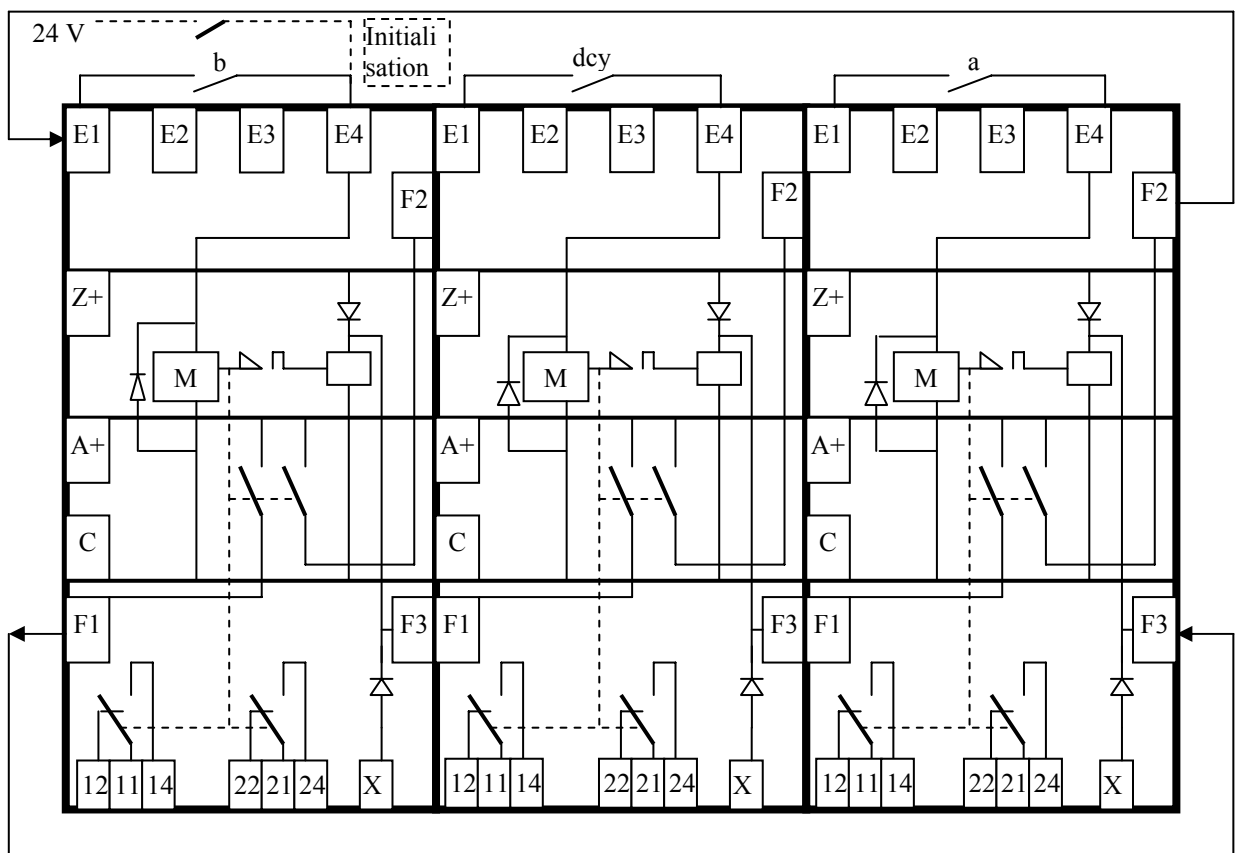 24 V
Initiali
sation
b
dcy
a
E1 E2 E3 E4 E1 E2 E3 E4 E1 E2 E3 E4
F2 F2 F2
Z+ Z+ Z+
M M M
A+ A+ A+
C C C
F1 F3 F1 F3 F1 F3
12 11 14 22 21 24 X 12 11 14 22 21 24 X 12 11 14 22 21 24 X